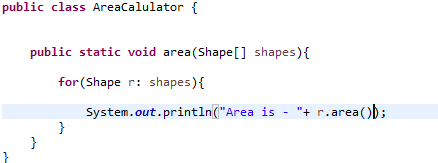 public class AreaCalulator {
public static void area(Shape[] shapes){
for(Shape r: shapes){
System.out.println("Area is - "+ r.area());
}
}
}